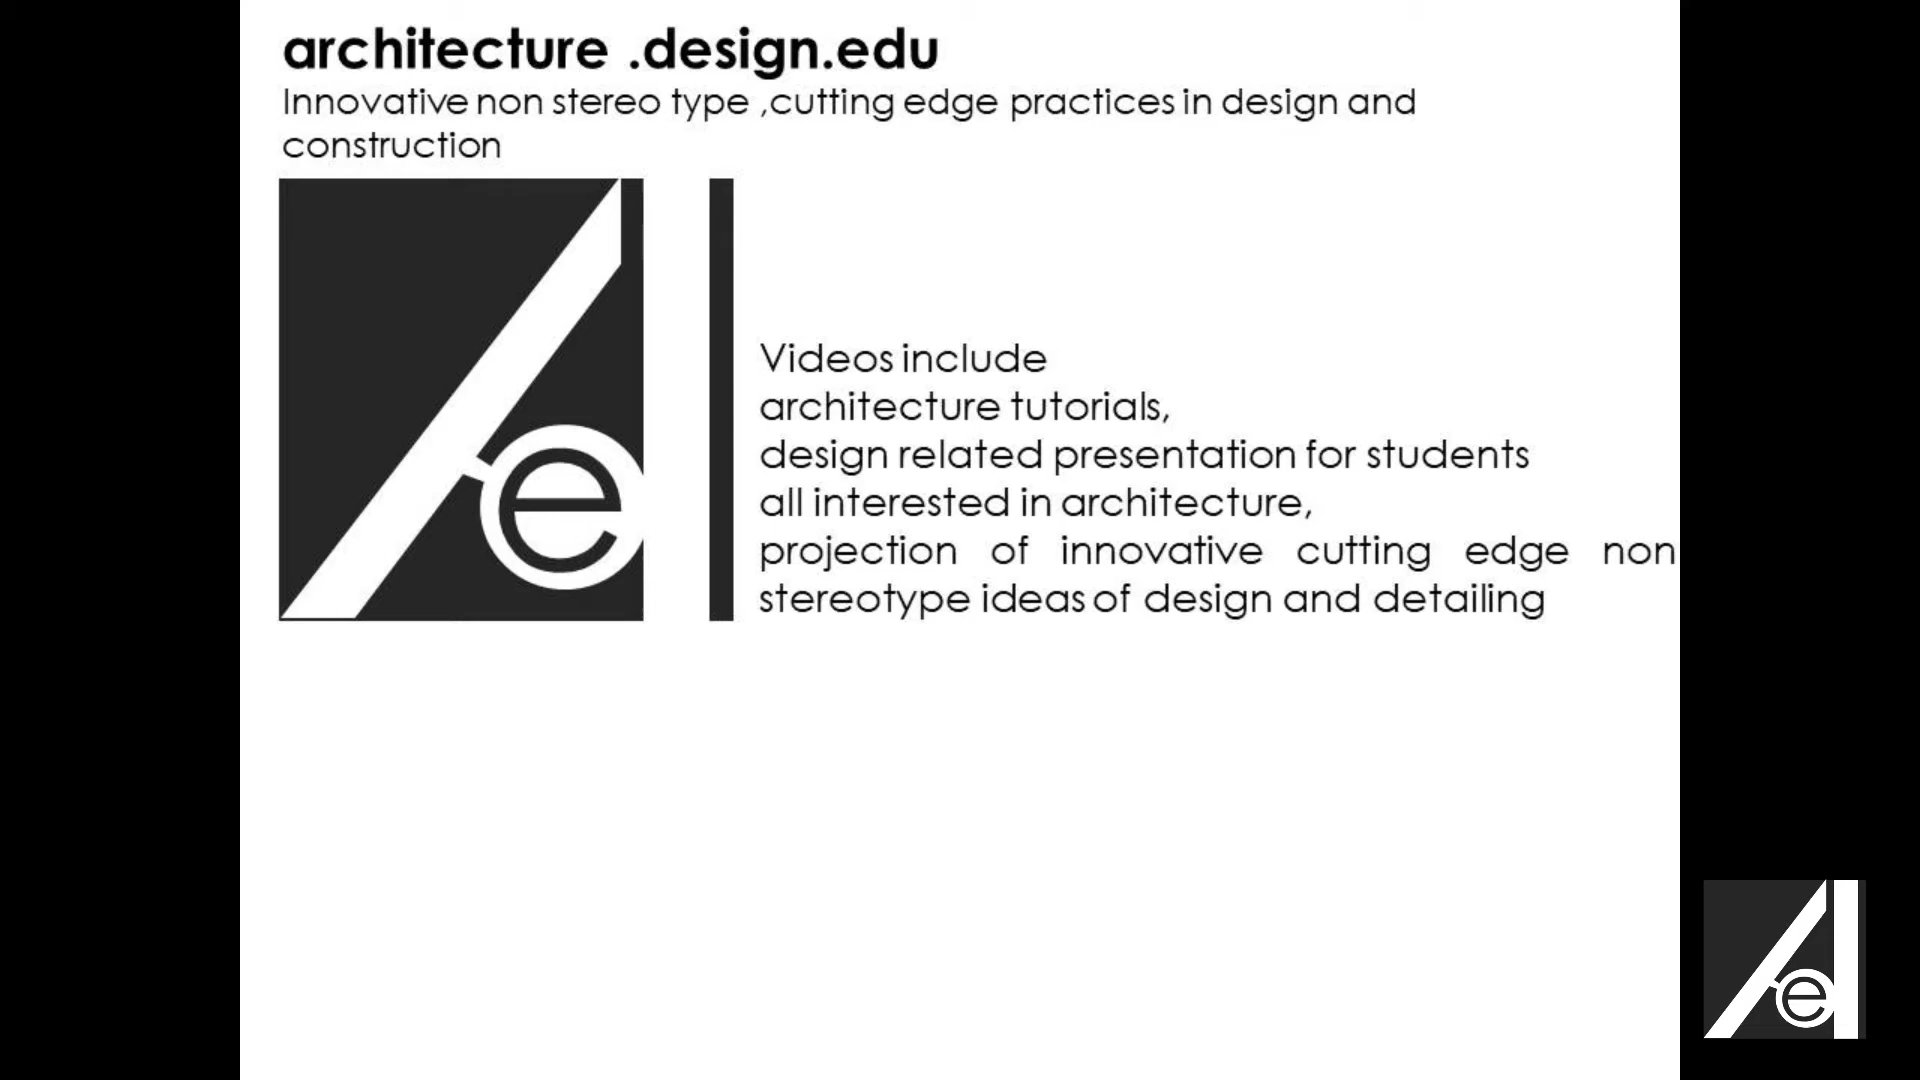 architecture .design.edu
Innovative non stereo type ,cutting edge practices in design and
construction
e
Videos include
architecture tutorials,
design related presentation for students
all interested in architecture,
projection of innovative cutting edge non
stereotype ideas of design and detailing
e